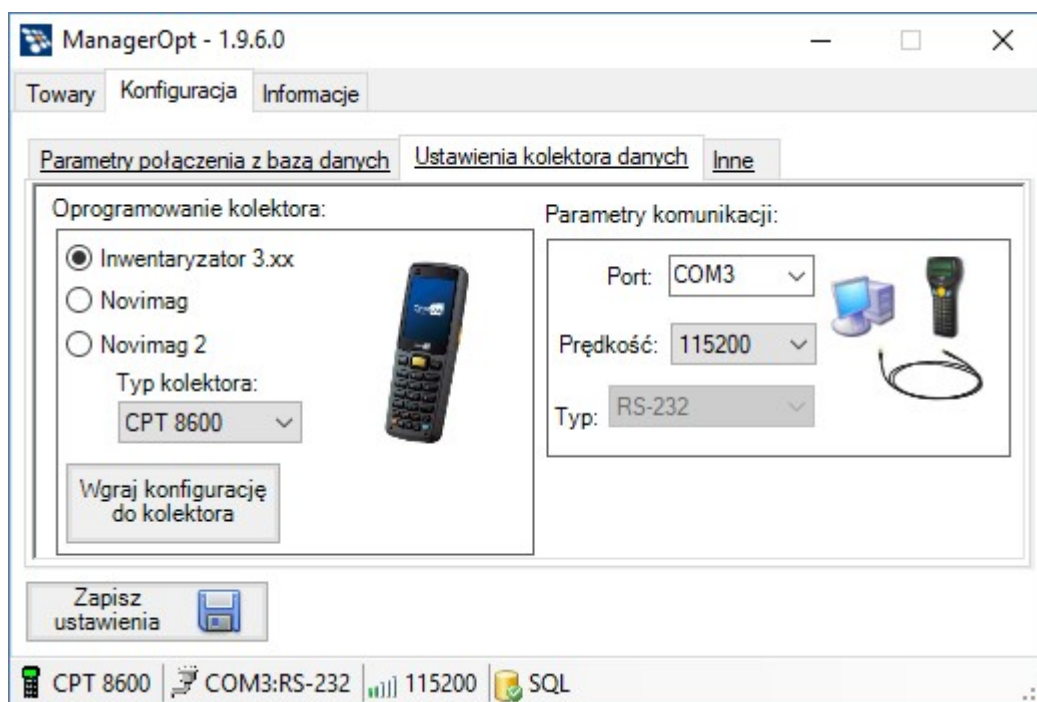 ManagerOpt - 1.9.6.0
Towary Konfiguracja Informacje
Parametry połączenia z bazą danych Ustawienia kolektora danych Inne
Oprogramowanie kolektora:
Inwentaryzator 3.xx
Novimag
Novimag 2
Typ kolektora:
CPT 8600
Wgraj konfigurację
do kolektora
Parametry komunikacji:
Port: COM3
Prędkość: 115200
Typ: RS-232
Zapisz
ustawienia
CPT 8600 COM3:RS-232 115200 SQL